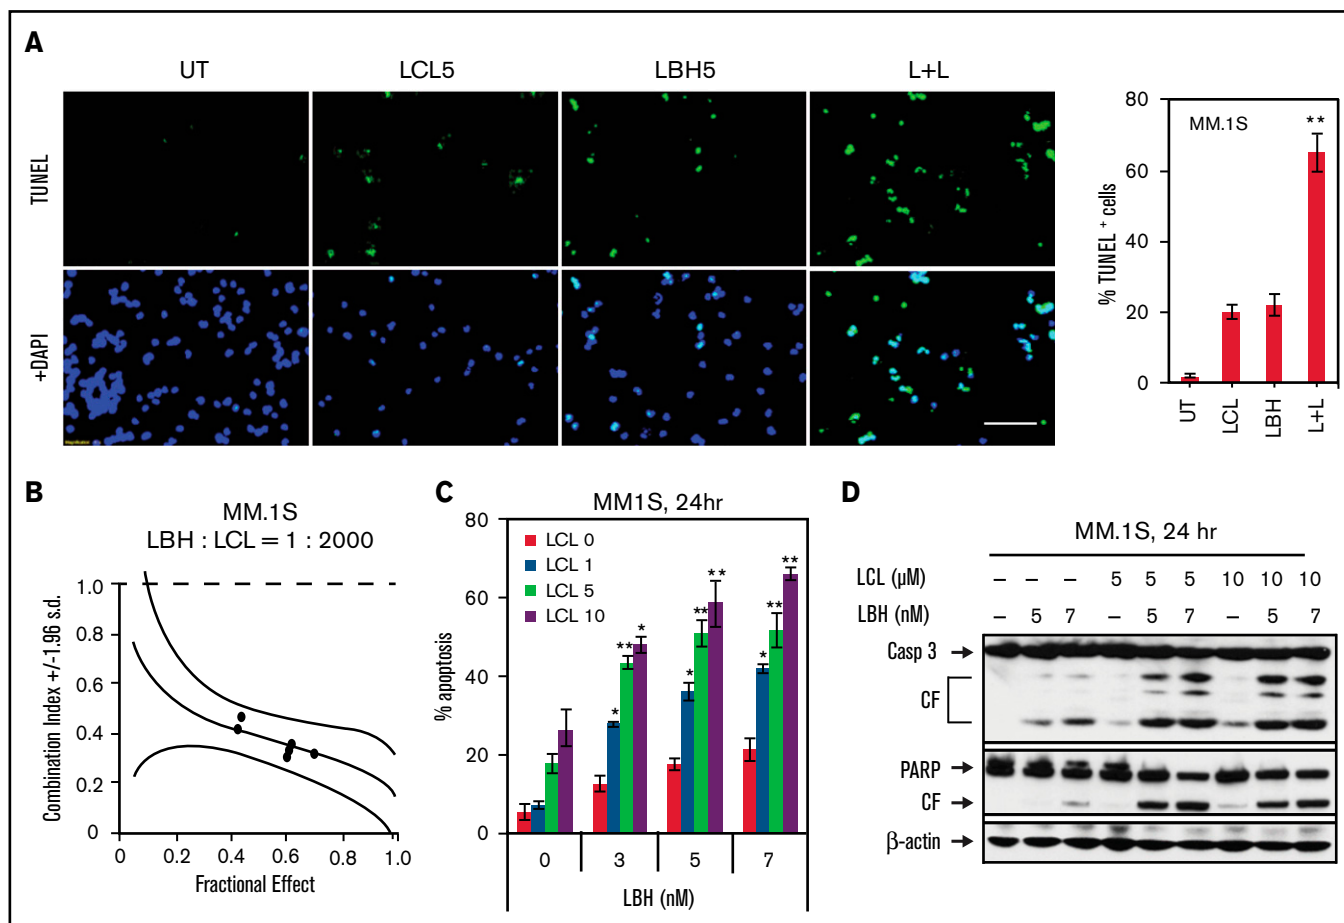 A
UT
LCL5
LBH5
L+L
TUNEL
+DAPI
80
60
40
20
0
% TUNEL + cells
MM.1S
**
UT
LCL
LBH
L+L
B
MM.1S
LBH : LCL = 1 : 2000
1.0
0.8
0.6
0.4
0.2
0
Combination Index +/-1.96 s.d.
0 0.2 0.4 0.6 0.8 1.0
Fractional Effect
C
MM1S, 24hr
80
60
40
20
0
% apoptosis
LCL 0
LCL 1
LCL 5
LCL 10
* ** *
* ** **
* ** **
0 3 5 7
LBH (nM)
D
MM.1S, 24 hr
LCL (µM) – – – 5 5 5 10 10 10
LBH (nM) – 5 7 – 5 7 – 5 7
Casp 3
CF
PARP
CF
β-actin